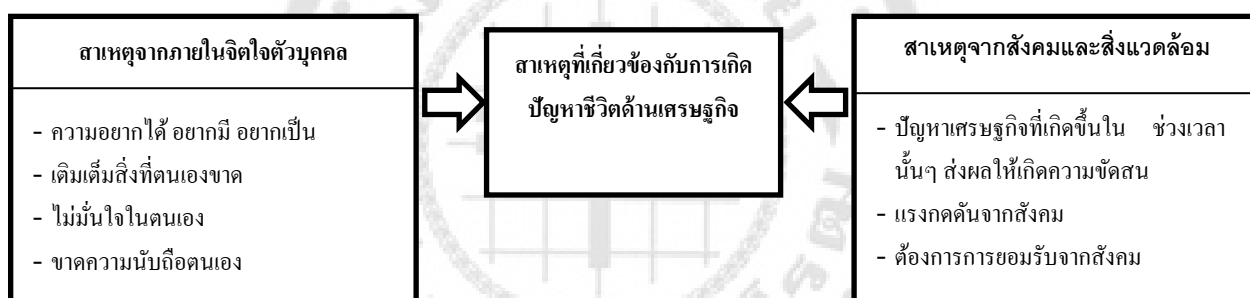 สาเหตุจากภายในจิตใจตัวบุคคล
- ความอยากได้ อยากมี อยากเป็น
- เติมเต็มสิ่งที่ตนเองขาด
- ไม่มั่นใจในตนเอง
- ขาดความนับถือตนเอง
สาเหตุที่เกี่ยวข้องกับการเกิด
ปัญหาชีวิตด้านเศรษฐกิจ
สาเหตุจากสังคมและสิ่งแวดล้อม
- ปัญหาเศรษฐกิจที่เกิดขึ้นใน ช่วงเวลา
นั้นๆ ส่งผลให้เกิดความขัดสน
- แรงกดดันจากสังคม
- ต้องการการยอมรับจากสังคม